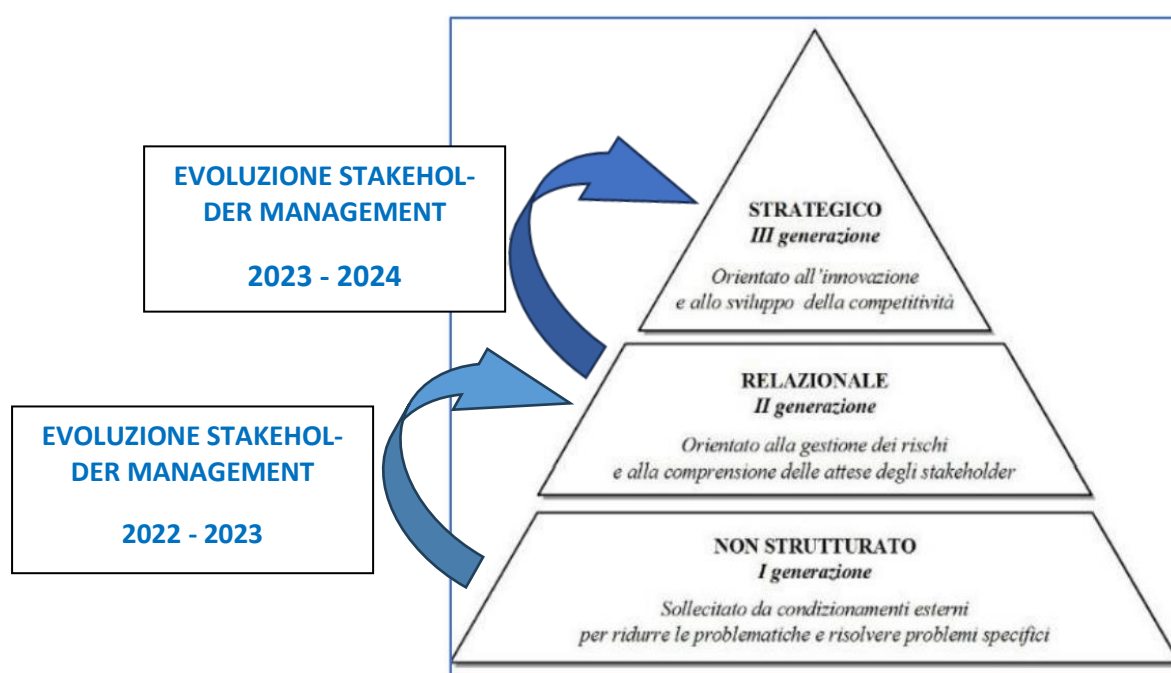 EVOLUZIONE STAKEHOL-
DER MANAGEMENT
2023 - 2024
STRATEGICO
III generazione
Orientato all'innovazione
e allo sviluppo della competitività
EVOLUZIONE STAKEHOL-
DER MANAGEMENT
2022 - 2023
RELAZIONALE
II generazione
Orientato alla gestione dei rischi
e alla comprensione delle attese degli stakeholder
NON STRUTTURATO
I generazione
Sollecitato da condizionamenti esterni
per ridurre le problematiche e risolvere problemi specifici